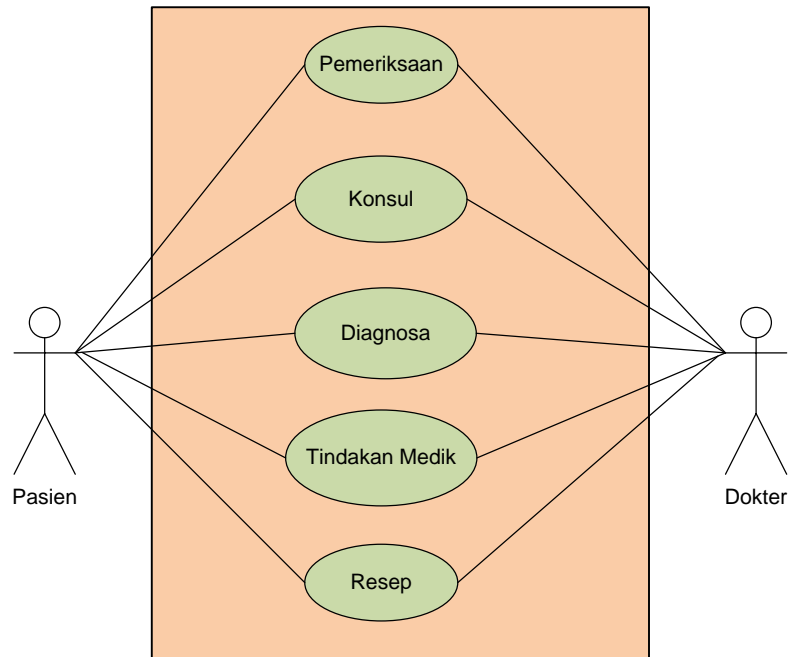 Pemeriksaan
Konsul
Diagnosa
Tindakan Medik
Pasien
Dokter
Resep